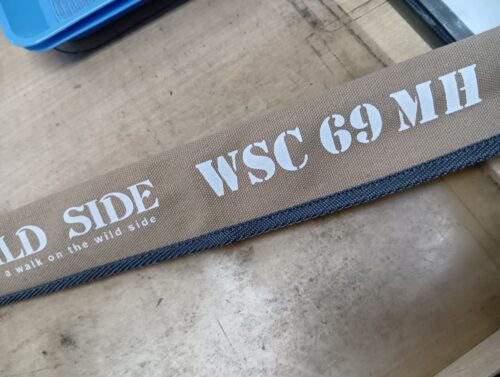 LD SIDE
a walk on the wild side
WSC 69 MH